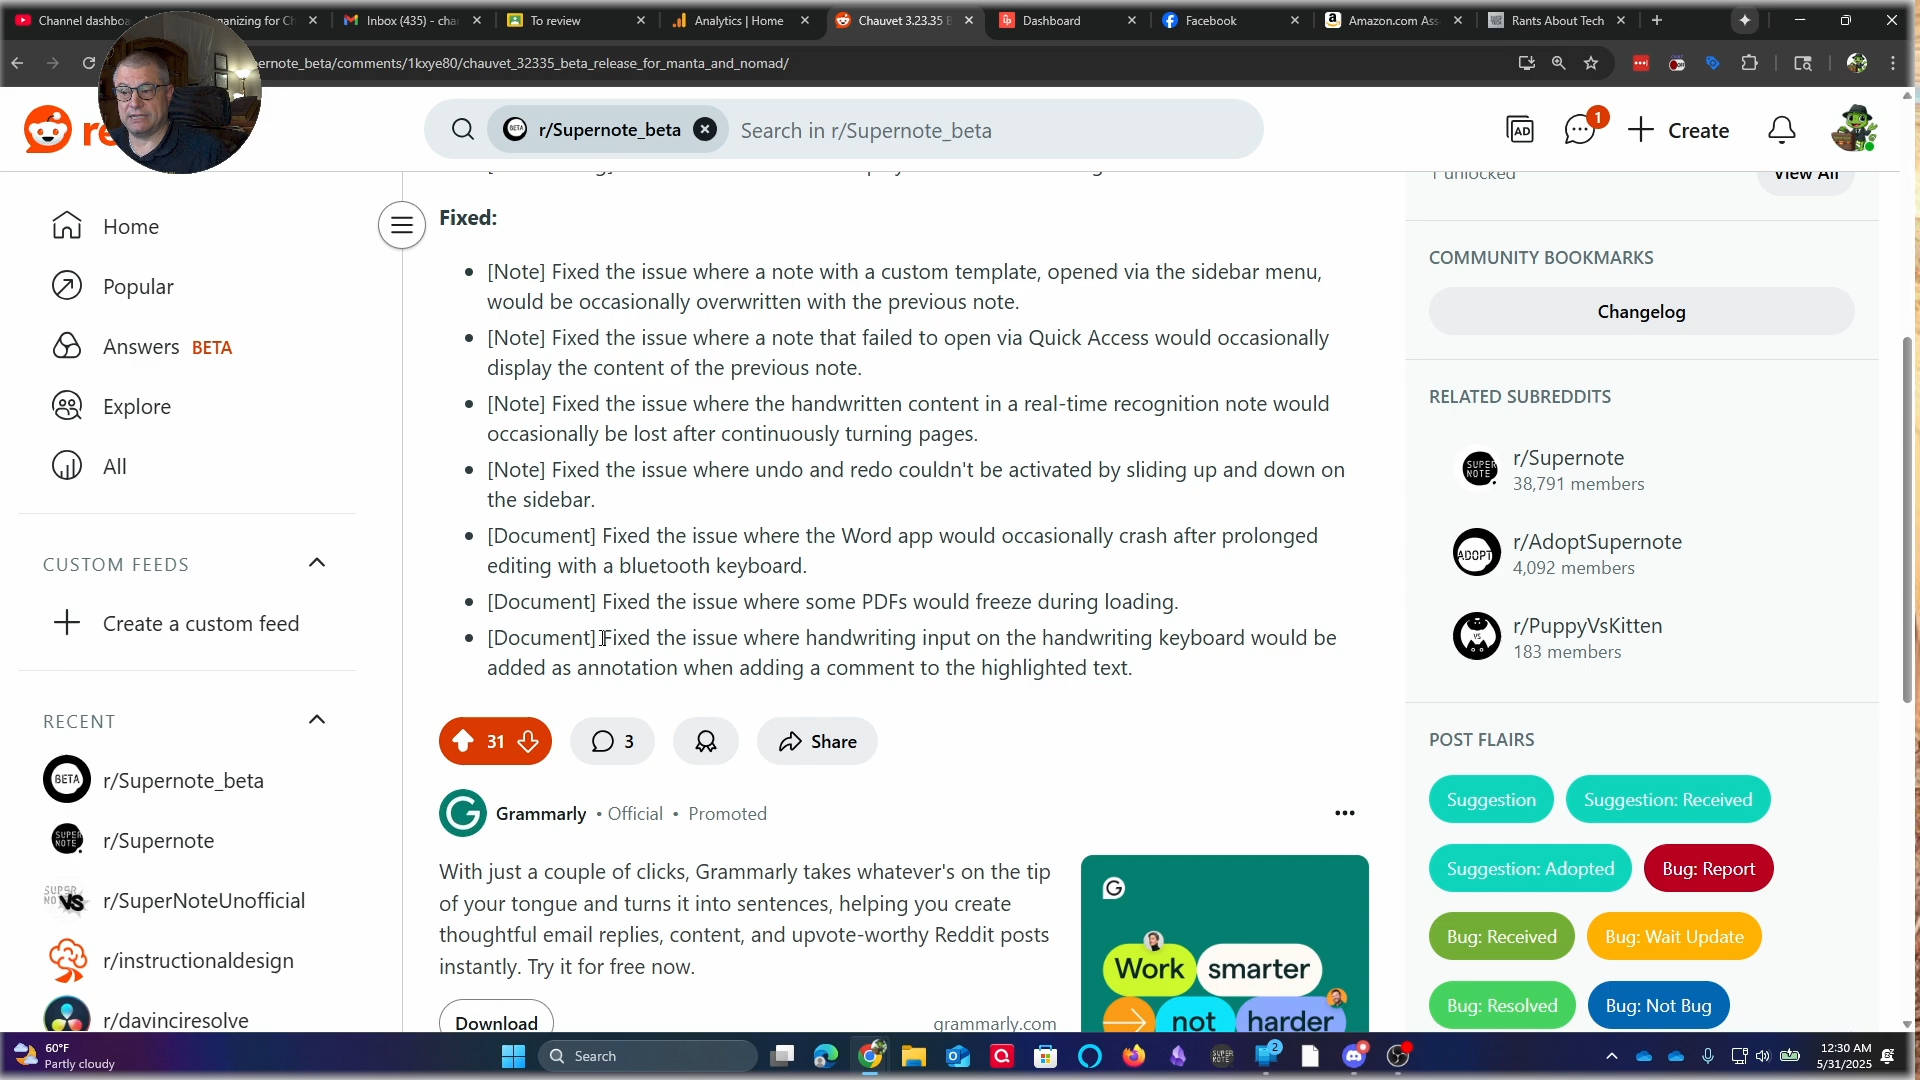 Channel dashboa
anizing for Ch
Inbox (435) - cha
To review
Analytics | Home
Chauvet 3.23.35 B
Dashboard
Facebook
Amazon.com Ass
Rants About Tech
ernote_beta/comments/1kxye80/chauvet_32335_beta_release_for_manta_and_nomad/
re
r/Supernote_beta
Search in r/Supernote_beta
1
Create
Home
Popular
Answers BETA
Explore
All
CUSTOM FEEDS
Create a custom feed
RECENT
r/Supernote_beta
r/Supernote
r/SuperNoteUnofficial
r/instructionaldesign
r/davinciresolve
Fixed:
[Note] Fixed the issue where a note with a custom template, opened via the sidebar menu,
would be occasionally overwritten with the previous note.
[Note] Fixed the issue where a note that failed to open via Quick Access would occasionally
display the content of the previous note.
[Note] Fixed the issue where the handwritten content in a real-time recognition note would
occasionally be lost after continuously turning pages.
[Note] Fixed the issue where undo and redo couldn't be activated by sliding up and down on
the sidebar.
[Document] Fixed the issue where the Word app would occasionally crash after prolonged
editing with a bluetooth keyboard.
[Document] Fixed the issue where some PDFs would freeze during loading.
[Document] Fixed the issue where handwriting input on the handwriting keyboard would be
added as annotation when adding a comment to the highlighted text.
31
3
Share
Grammarly • Official • Promoted
With just a couple of clicks, Grammarly takes whatever's on the tip
of your tongue and turns it into sentences, helping you create
thoughtful email replies, content, and upvote-worthy Reddit posts
instantly. Try it for free now.
Download
grammarly.com
Work smarter
not harder
1 unlocked
View All
COMMUNITY BOOKMARKS
Changelog
RELATED SUBREDDITS
SUPER
NOTE
r/Supernote
38,791 members
ADOPT
r/AdoptSupernote
4,092 members
VS
r/PuppyVsKitten
183 members
POST FLAIRS
Suggestion
Suggestion: Received
Suggestion: Adopted
Bug: Report
Bug: Received
Bug: Wait Update
Bug: Resolved
Bug: Not Bug
60°F
Partly cloudy
Search
2
12:30 AM
5/31/2025